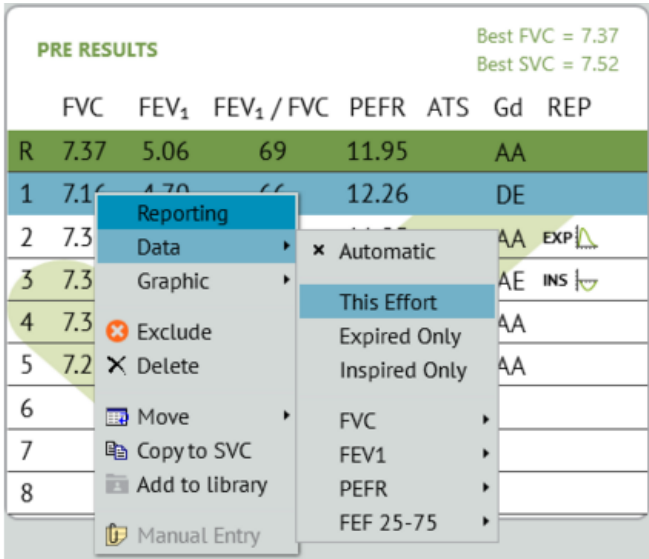 PRE RESULTS
Best FVC = 7.37
Best SVC = 7.52
FVC FEV₁ FEV₁ / FVC PEFR ATS Gd REP
R 7.37 5.06 69 11.95 AA
1 12.26 DE
2 AA EXP
3 AE INS
4 AA
5 AA
6
7
8
Reporting
Data
Graphic
Exclude
Delete
Move
Copy to SVC
Add to library
Manual Entry
Automatic
This Effort
Expired Only
Inspired Only
FVC
FEV1
PEFR
FEF 25-75